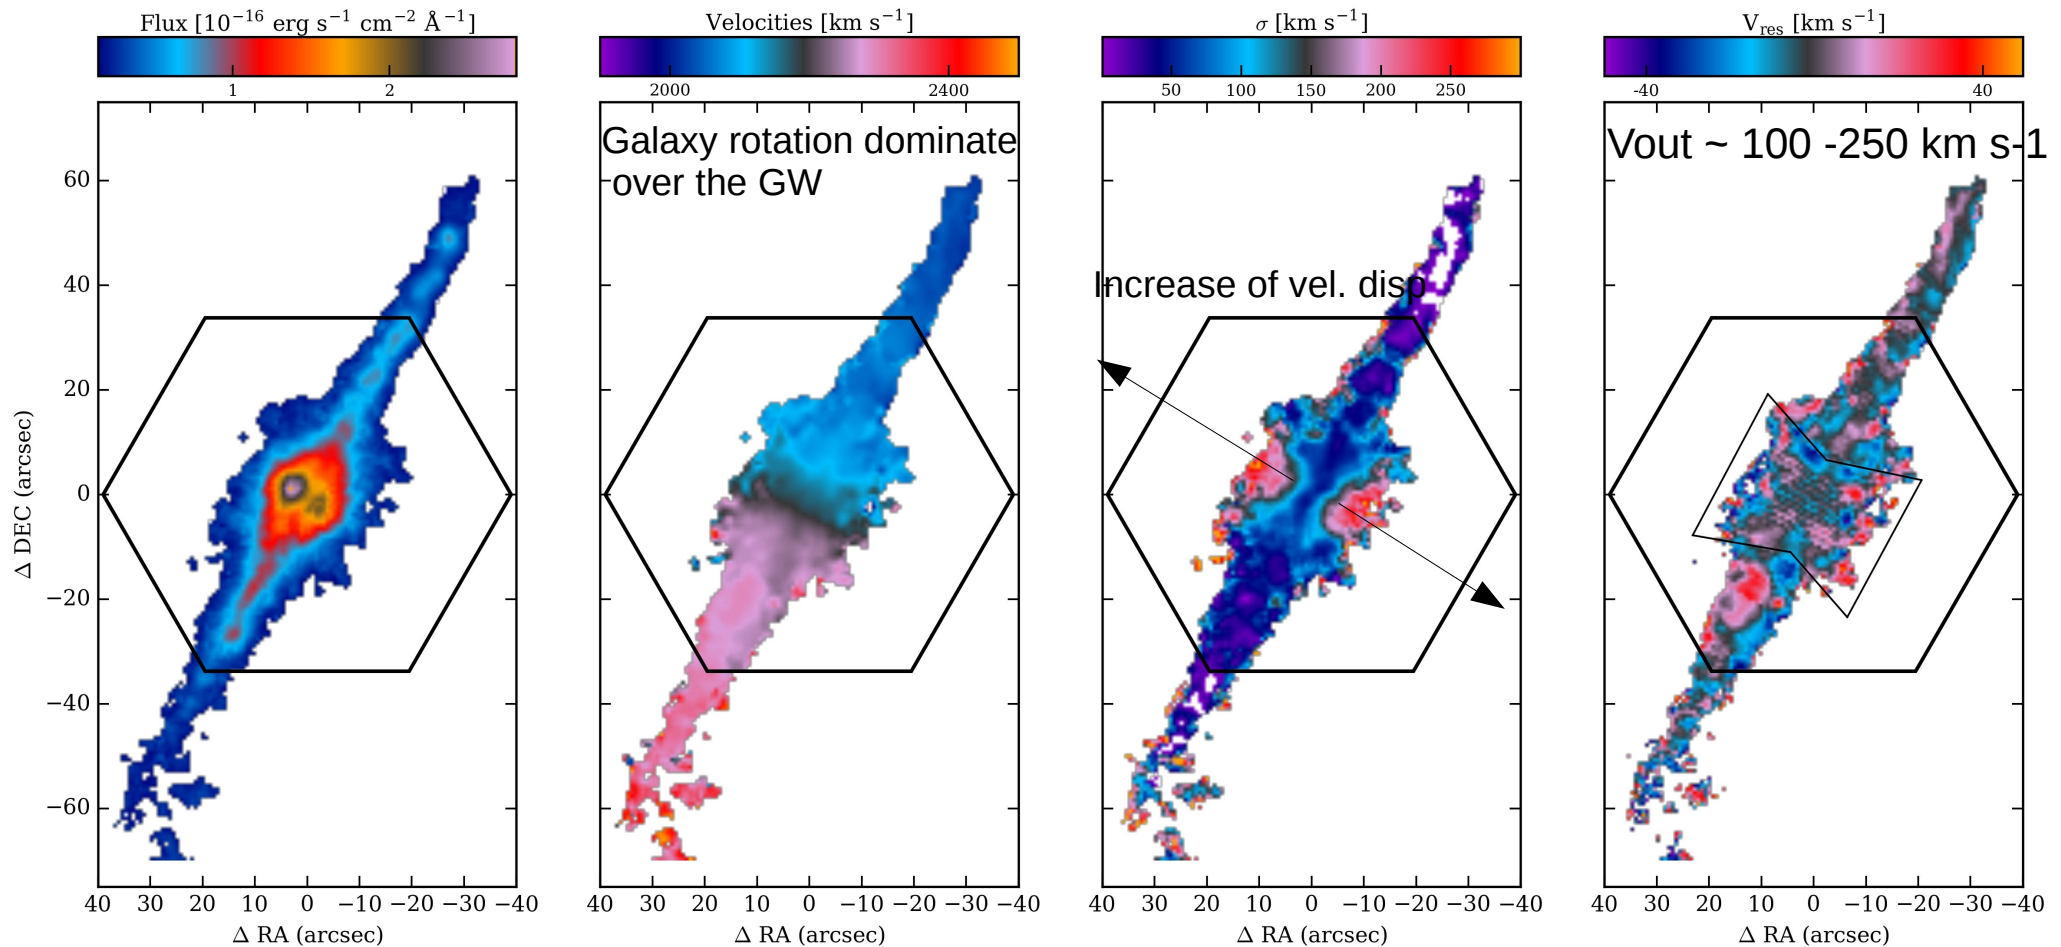 Flux [10⁻¹⁶ erg s⁻¹ cm⁻² Å⁻¹]
1 2
Velocities [km s⁻¹]
2000 2400
σ [km s⁻¹]
50 100 150 200 250
V_res [km s⁻¹]
-40 40
Galaxy rotation dominate
over the GW
Increase of vel. disp
Vout ~ 100 -250 km s-1
60
40
20
0
−20
−40
−60
Δ DEC (arcsec)
40 30 20 10 0 −10 −20 −30 −40
Δ RA (arcsec)
40 30 20 10 0 −10 −20 −30 −40
Δ RA (arcsec)
40 30 20 10 0 −10 −20 −30 −40
Δ RA (arcsec)
40 30 20 10 0 −10 −20 −30 −40
Δ RA (arcsec)